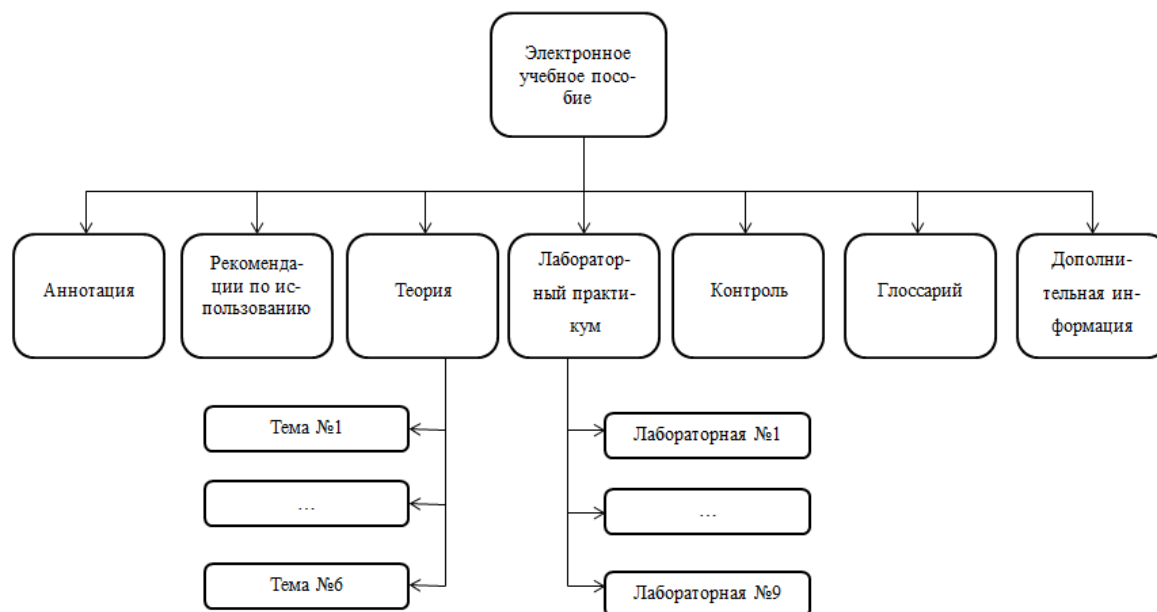 Электронное
учебное посо-
бие
Аннотация
Рекоменда-
ции по ис-
пользованию
Теория
Лаборатор-
ный практи-
кум
Контроль
Глоссарий
Дополни-
тельная ин-
формация
Тема №1
...
Тема №6
Лабораторная №1
...
Лабораторная №9